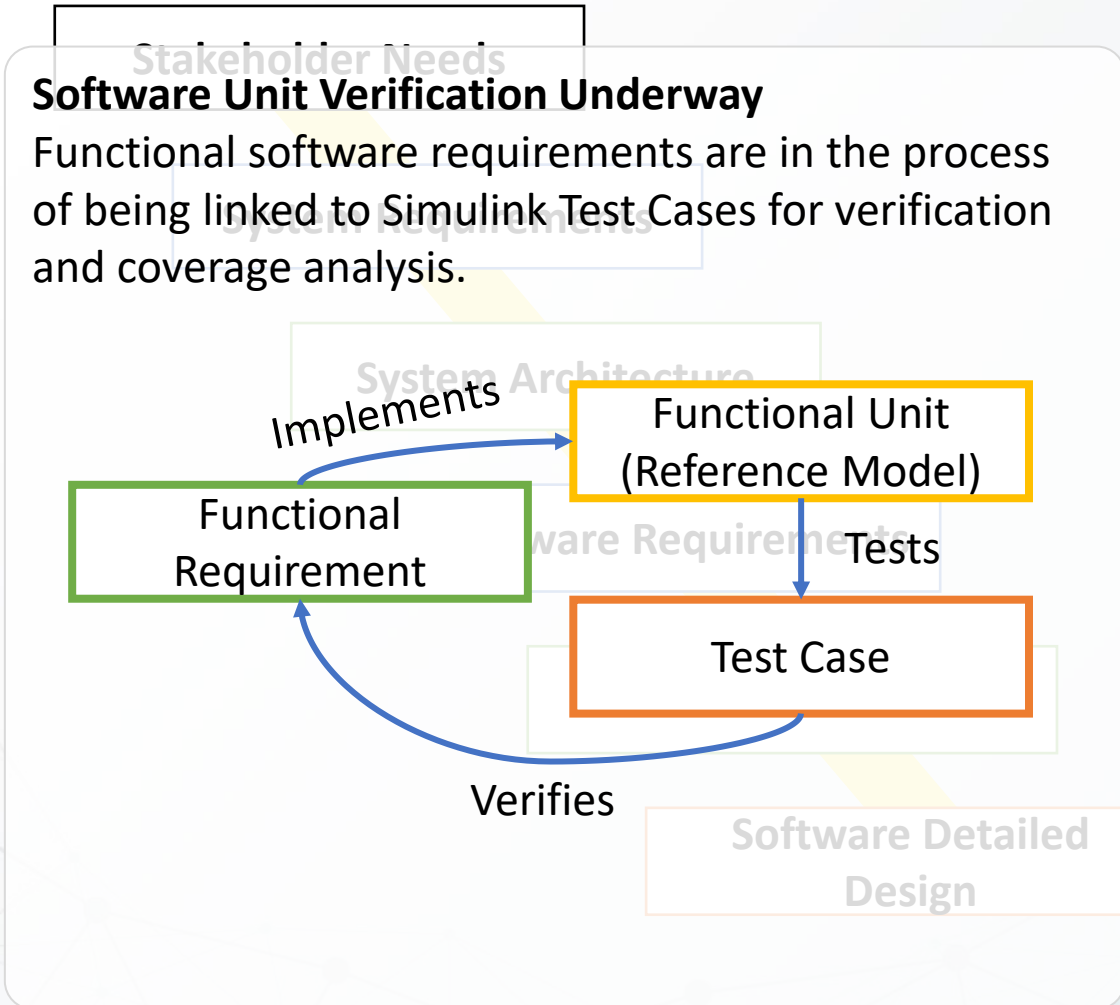 Stakeholder Needs
Software Unit Verification Underway
Functional software requirements are in the process
of being linked to Simulink Test Cases for verification
System Requirements
and coverage analysis.
System Architecture
Implements
Functional Unit
(Reference Model)
Functional
Requirement
ware Requirements
Tests
Test Case
Verifies
Software Detailed
Design